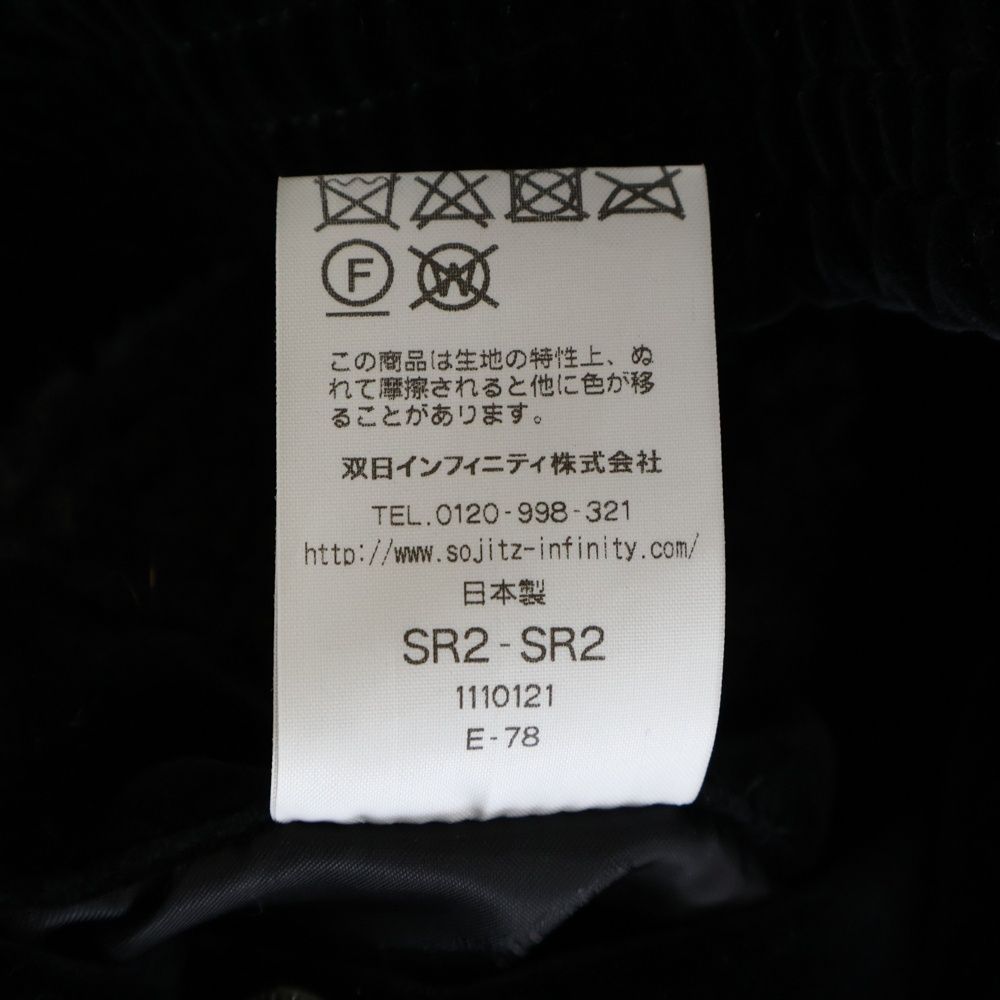 F
W
この商品は生地の特性上、ぬ
れて摩擦されると他に色が移
ることがあります。
双日インフィニティ株式会社
TEL.0120-998-321
http://www.sojitz-infinity.com/
日本製
SR2-SR2
1110121
E-78